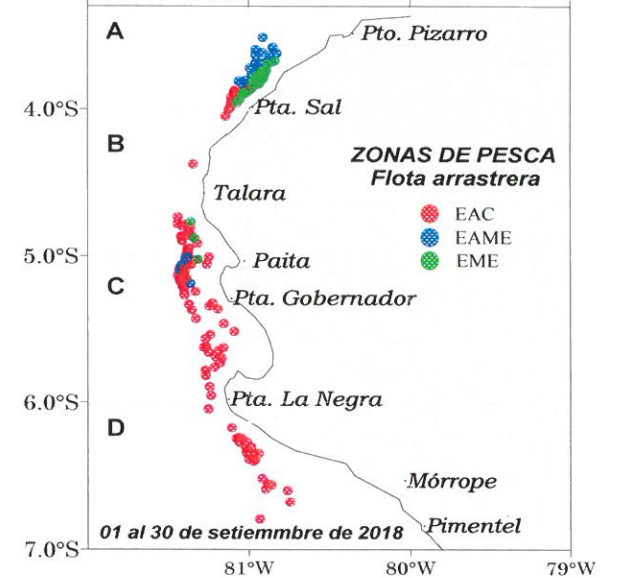 A
Pto. Pizarro
4.0°S
Pta. Sal
B
ZONAS DE PESCA
Flota arrastrera
Talara
EAC
EAME
5.0°S
Paita
EME
C
Pta. Gobernador
6.0°S
Pta. La Negra
D
Mórrope
01 al 30 de setiemmbre de 2018
Pimentel
7.0°S
81°W
80°W
79°W